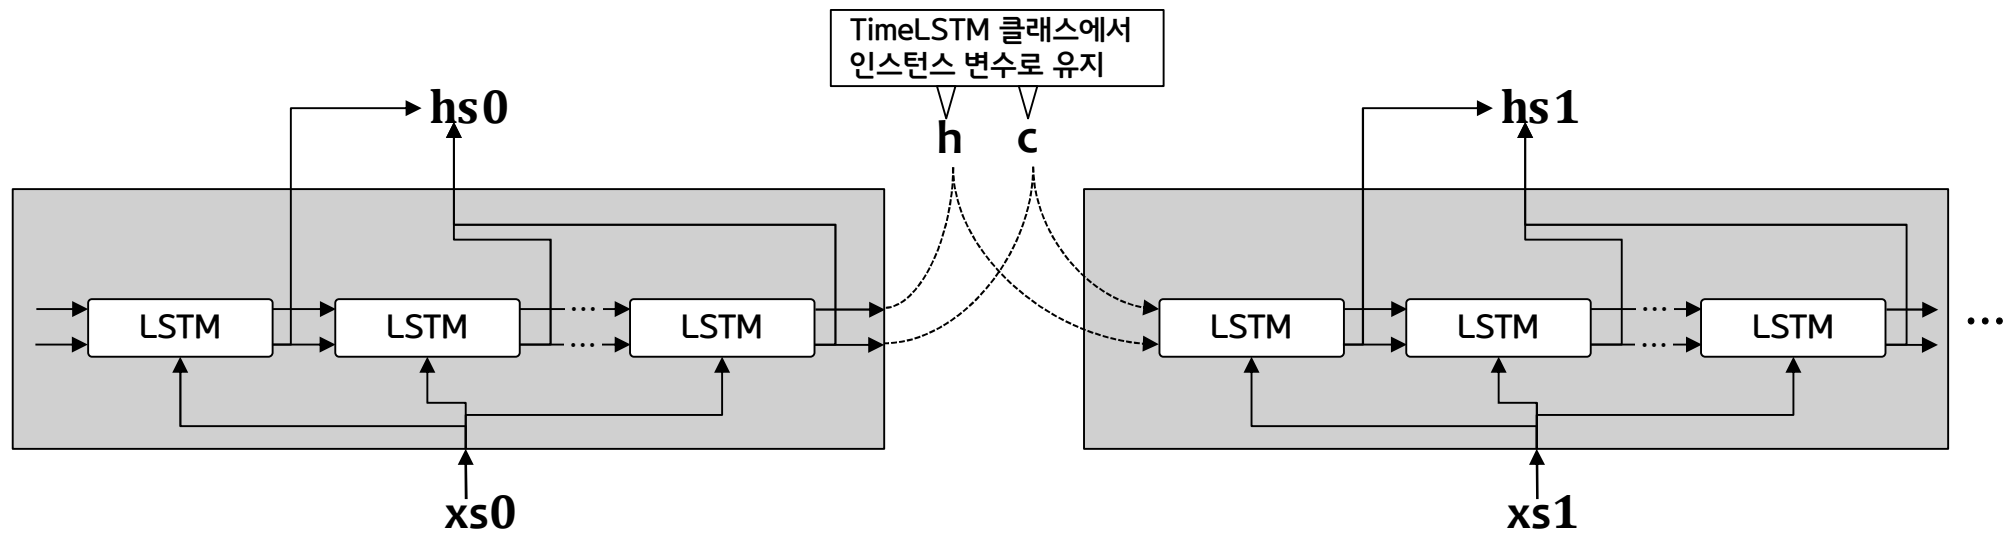 TimeLSTM 클래스에서
인스턴스 변수로 유지
hs0
h c
hs1
LSTM LSTM ... LSTM
...
LSTM LSTM ... LSTM
...
...
xs0
xs1